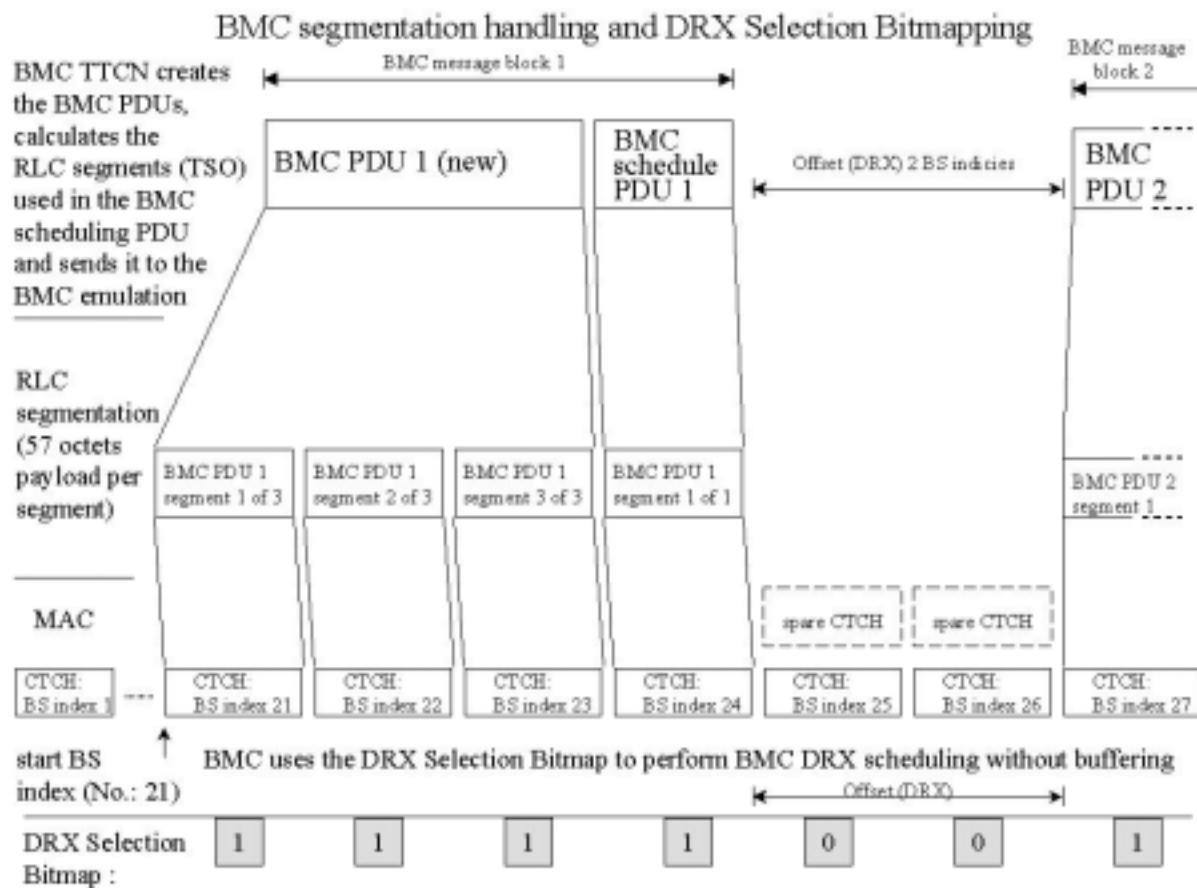 BMC segmentation handling and DRX Selection Bitmapping
BMC TTCN creates
the BMC PDUs,
calculates the
RLC segments (TSO)
used in the BMC
scheduling PDU
and sends it to the
BMC emulation
BMC message block 1
BMC message
block 2
BMC PDU 1 (new)
BMC
schedule
PDU 1
Offset (DRX) 2 BS indicies
BMC
PDU 2
RLC
segmentation
(57 octets
payload per
segment)
BMC PDU 1
segment 1 of 3
BMC PDU 1
segment 2 of 3
BMC PDU 1
segment 3 of 3
BMC PDU 1
segment 1 of 1
BMC PDU 2
segment 1
MAC
spare CTCH
spare CTCH
CTCH:
BS index 1
CTCH:
BS index 21
CTCH:
BS index 22
CTCH:
BS index 23
CTCH:
BS index 24
CTCH:
BS index 25
CTCH:
BS index 26
CTCH:
BS index 27
start BS
index (No.: 21)
BMC uses the DRX Selection Bitmap to perform BMC DRX scheduling without buffering
Offset (DRX)
DRX Selection
Bitmap :
1 1 1 1 0 0 1